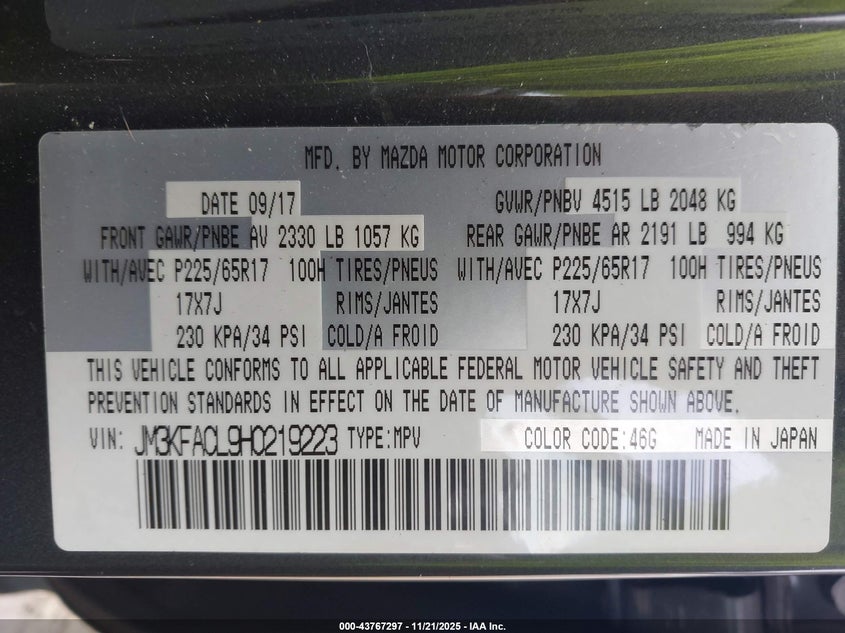 MFD. BY MAZDA MOTOR CORPORATION
DATE 09/17 GVWR/PNBV 4515 LB 2048 KG
FRONT GAWR/PNBE AV 2330 LB 1057 KG REAR GAWR/PNBE AR 2191 LB 994 KG
WITH/AVEC P225/65R17 100H TIRES/PNEUS WITH/AVEC P225/65R17 100H TIRES/PNEUS
17X7J RIMS/JANTES 17X7J RIMS/JANTES
230 KPA/34 PSI COLD/A FROID 230 KPA/34 PSI COLD/A FROID
THIS VEHICLE CONFORMS TO ALL APPLICABLE FEDERAL MOTOR VEHICLE SAFETY AND THEFT
PREVENTION STANDARDS IN EFFECT ON THE DATE OF MANUFACTURE SHOWN ABOVE.
VIN: JM3KFACL9H0219223 TYPE:MPV COLOR CODE:46G MADE IN JAPAN
000-43767297 - 11/21/2025 - IAA Inc.